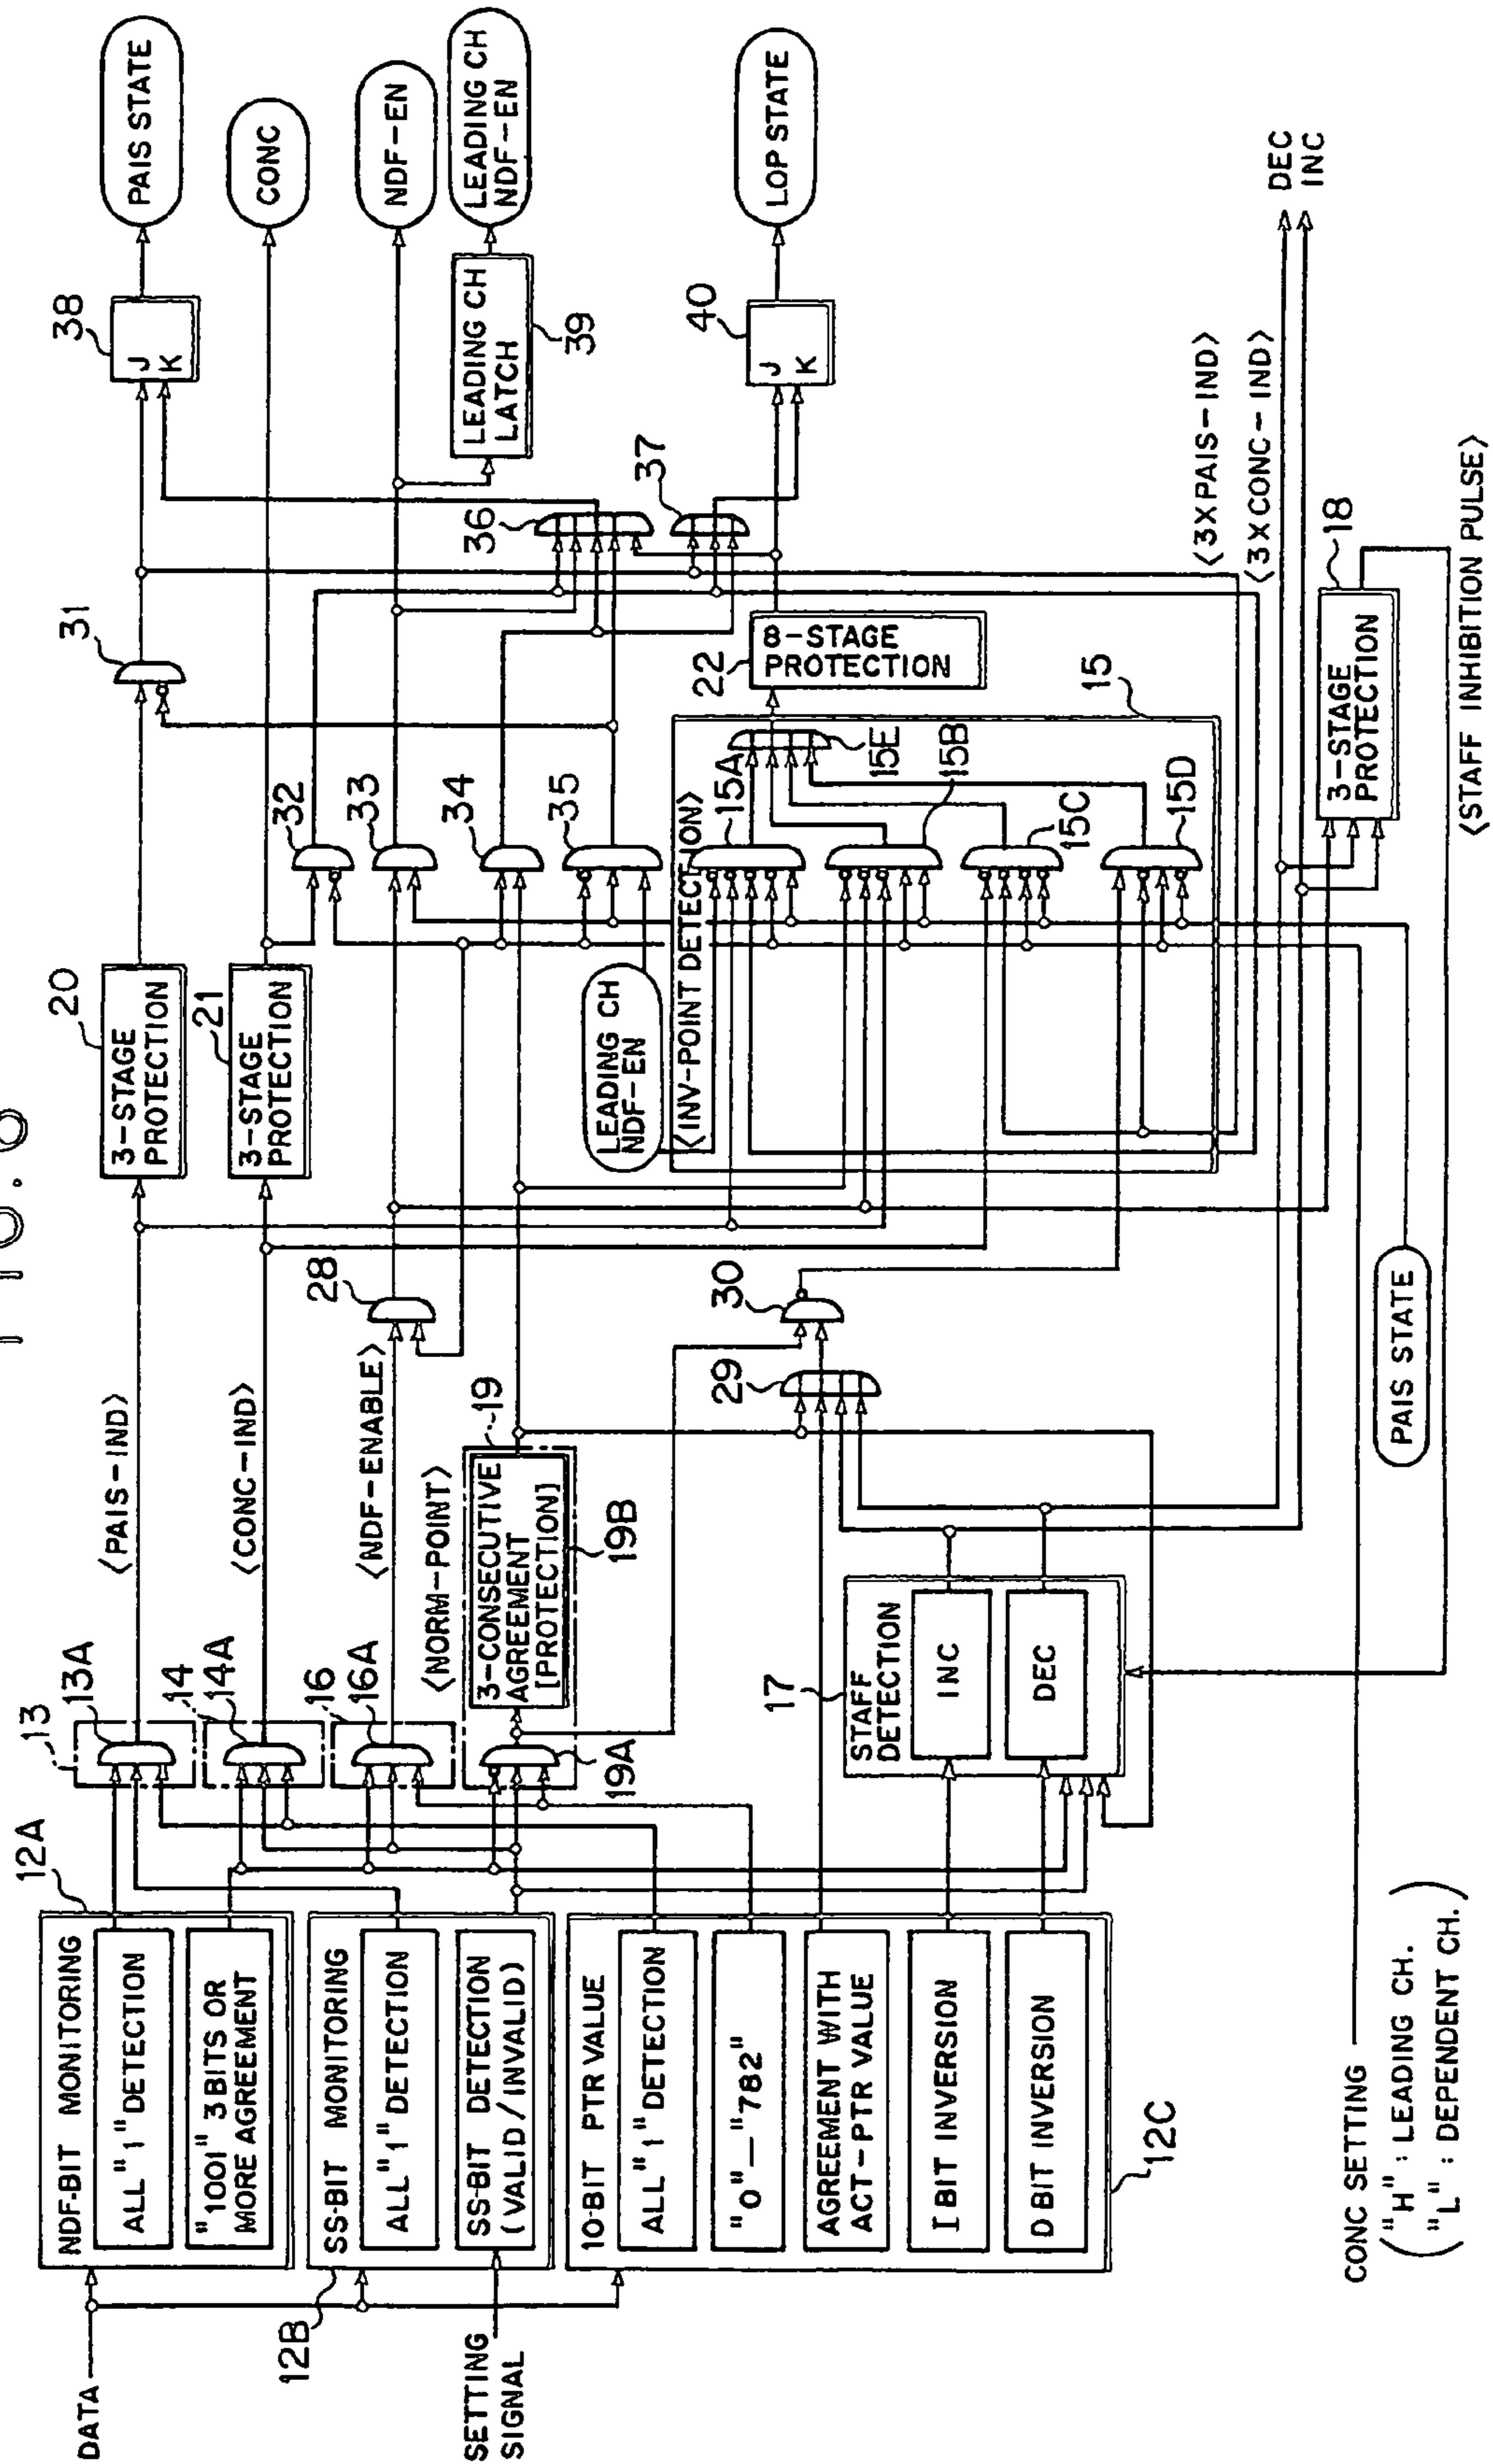 DATA
SETTING
SIGNAL
12A
NDF-BIT MONITORING
ALL "1" DETECTION
"1001" 3 BITS OR
MORE AGREEMENT
12B
SS-BIT MONITORING
ALL "1" DETECTION
SS-BIT DETECTION
(VALID/INVALID)
10-BIT PTR VALUE
ALL "1" DETECTION
"0"—"782"
AGREEMENT WITH
ACT-PTR VALUE
I BIT INVERSION
D BIT INVERSION
12C
CONC SETTING
("H": LEADING CH.
"L": DEPENDENT CH.)
13
13A
14
14A
16
16A
19A
<PAIS-IND>
<CONC-IND>
<NDF-ENABLE>
<NORM-POINT>
19
3-CONSECUTIVE
AGREEMENT
[PROTECTION]
19B
17
STAFF
DETECTION
INC
DEC
28
29
30
20
3-STAGE
PROTECTION
21
3-STAGE
PROTECTION
LEADING CH
NDF-EN
<INV-POINT DETECTION>
PAIS STATE
31
32
33
34
35
15A
15E
15B
15C
15D
15
22
8-STAGE
PROTECTION
18
3-STAGE
PROTECTION
<STAFF INHIBITION PULSE>
<3XPAIS-IND>
<3XCONC-IND>
36
37
38
J
K
LEADING CH
LATCH
39
40
J
K
PAIS STATE
CONC
NDF-EN
LEADING CH
NDF-EN
LOP STATE
DEC
INC